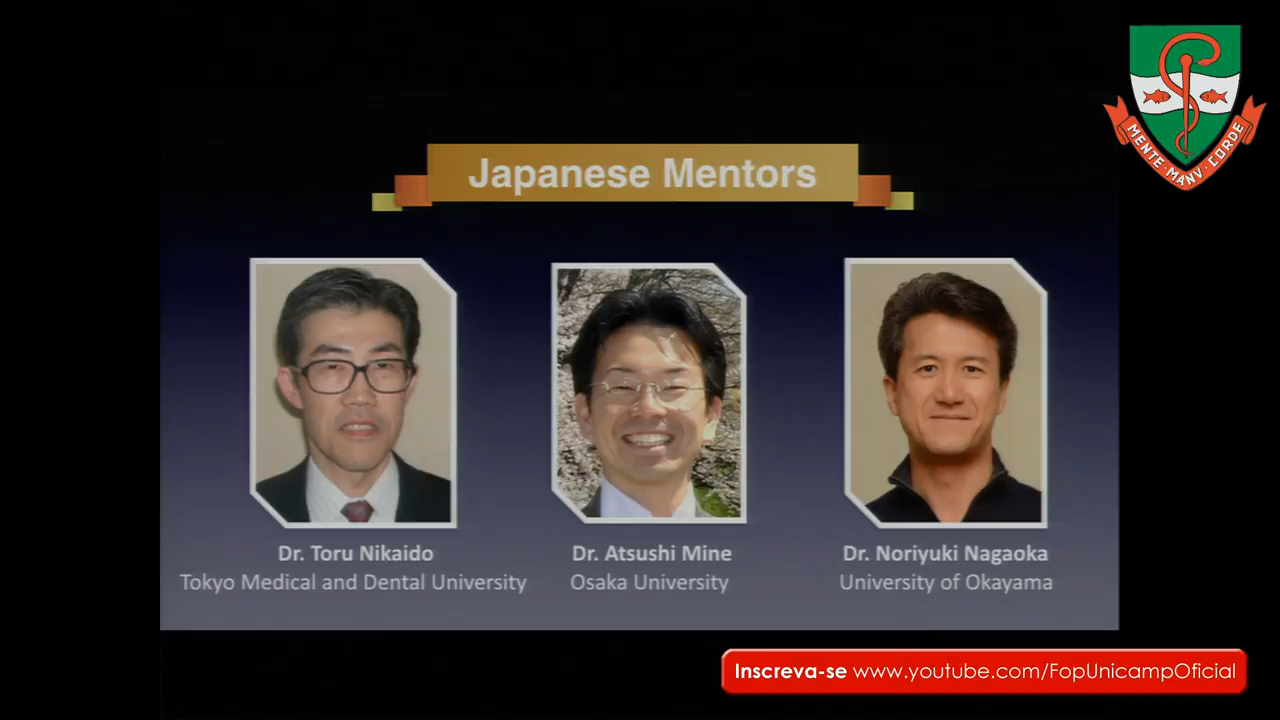 MENTE · MANV · CORDE
Japanese Mentors
Dr. Toru Nikaido
Tokyo Medical and Dental University
Dr. Atsushi Mine
Osaka University
Dr. Noriyuki Nagaoka
University of Okayama
Inscreva-se www.youtube.com/FopUnicampOficial